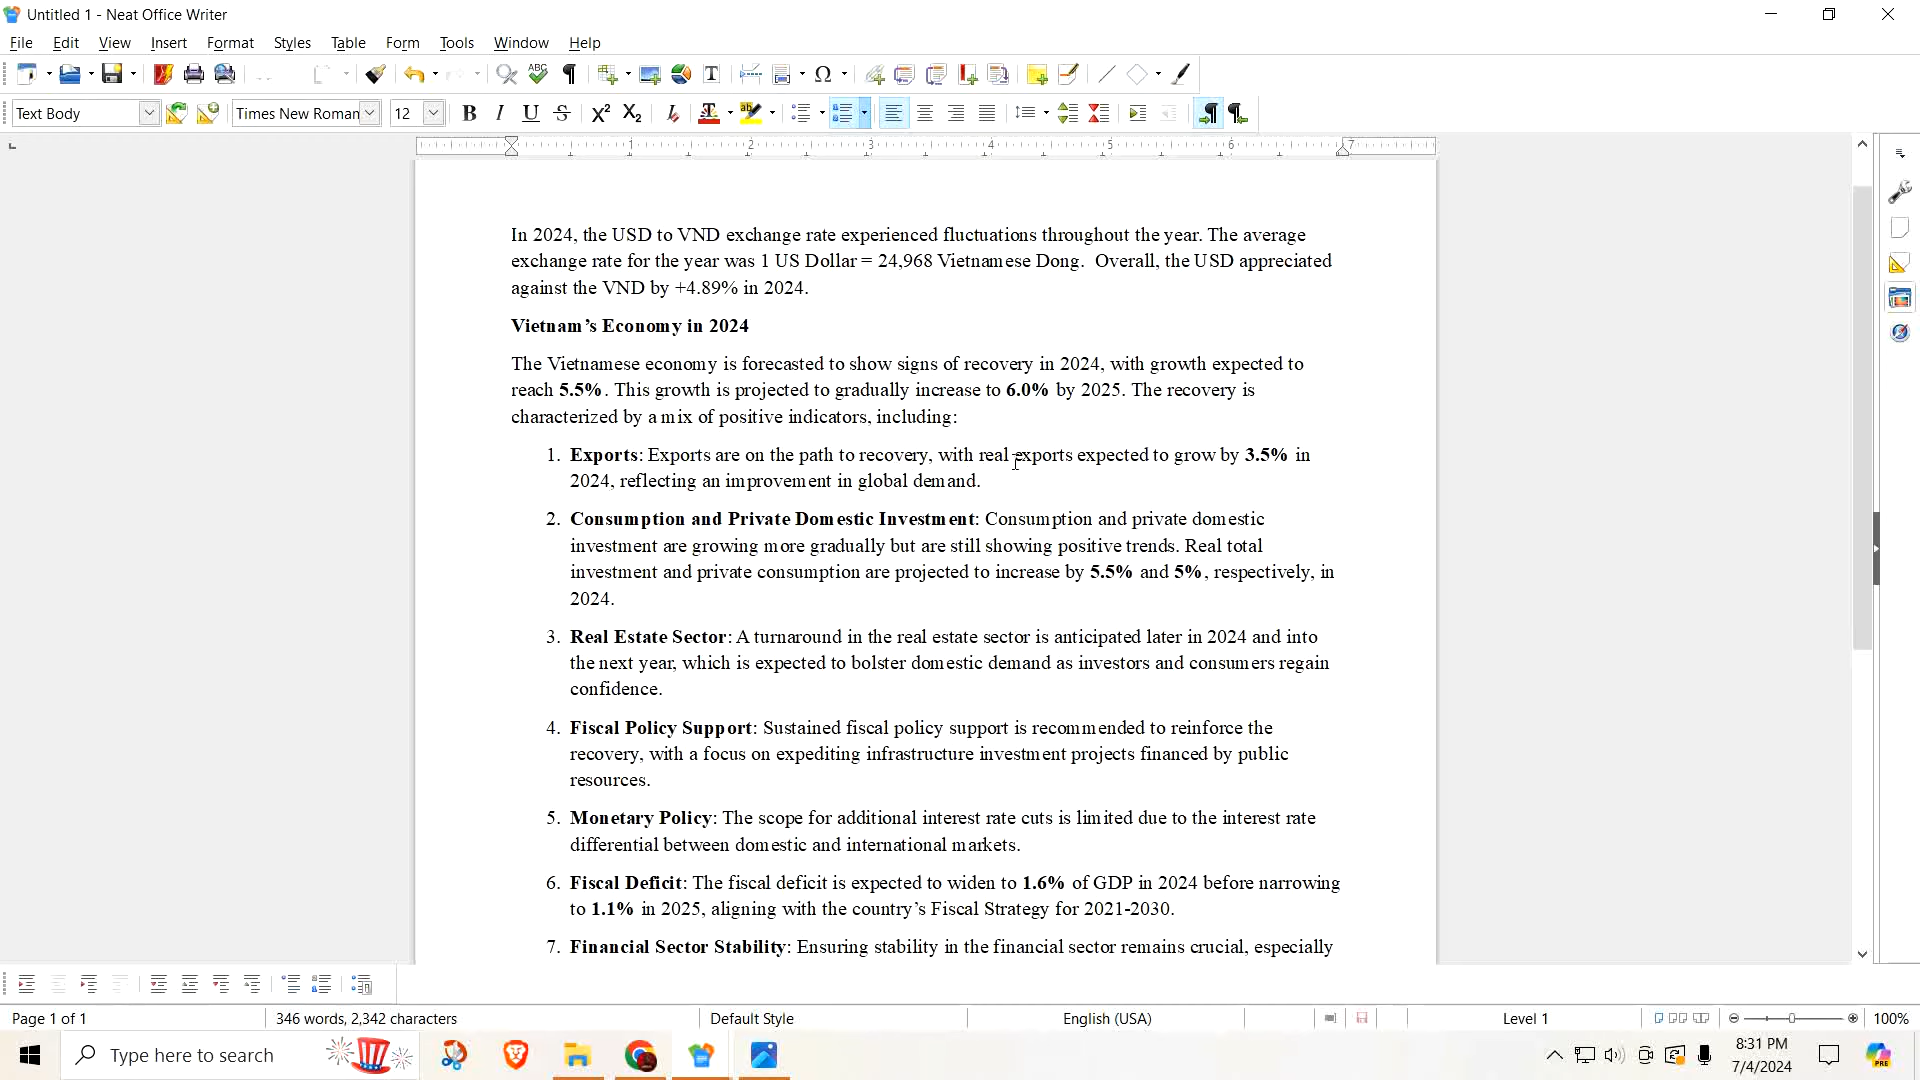 Untitled 1 - Neat Office Writer
File Edit View Insert Format Styles Table Form Tools Window Help
Text Body Times New Roman 12
1 2 3 4 5 6 7
In 2024, the USD to VND exchange rate experienced fluctuations throughout the year. The average
exchange rate for the year was 1 US Dollar = 24,968 Vietnamese Dong.  Overall, the USD appreciated
against the VND by +4.89% in 2024.
Vietnam’s Economy in 2024
The Vietnamese economy is forecasted to show signs of recovery in 2024, with growth expected to
reach 5.5%. This growth is projected to gradually increase to 6.0% by 2025. The recovery is
characterized by a mix of positive indicators, including:
1. Exports: Exports are on the path to recovery, with real exports expected to grow by 3.5% in
2024, reflecting an improvement in global demand.
2. Consumption and Private Domestic Investment: Consumption and private domestic
investment are growing more gradually but are still showing positive trends. Real total
investment and private consumption are projected to increase by 5.5% and 5%, respectively, in
2024.
3. Real Estate Sector: A turnaround in the real estate sector is anticipated later in 2024 and into
the next year, which is expected to bolster domestic demand as investors and consumers regain
confidence.
4. Fiscal Policy Support: Sustained fiscal policy support is recommended to reinforce the
recovery, with a focus on expediting infrastructure investment projects financed by public
resources.
5. Monetary Policy: The scope for additional interest rate cuts is limited due to the interest rate
differential between domestic and international markets.
6. Fiscal Deficit: The fiscal deficit is expected to widen to 1.6% of GDP in 2024 before narrowing
to 1.1% in 2025, aligning with the country’s Fiscal Strategy for 2021-2030.
7. Financial Sector Stability: Ensuring stability in the financial sector remains crucial, especially
Page 1 of 1 346 words, 2,342 characters Default Style English (USA) Level 1 100%
Type here to search
8:31 PM
7/4/2024